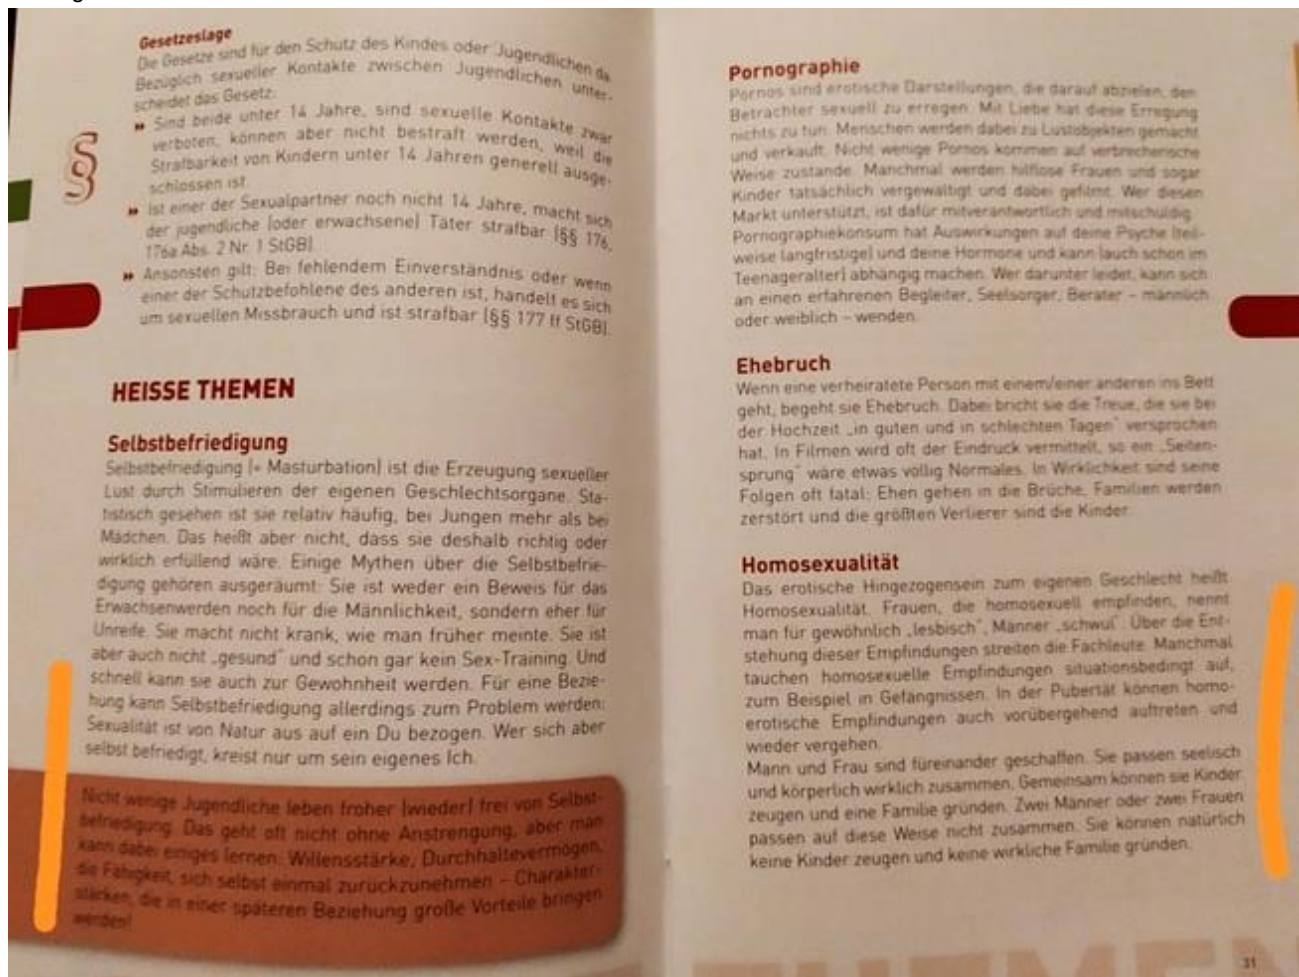 Gesetzeslage
Die Gesetze sind für den Schutz des Kindes oder Jugendlichen da.
Bezüglich sexueller Kontakte zwischen Jugendlichen unter-
scheidet das Gesetz:
§
» Sind beide unter 14 Jahre, sind sexuelle Kontakte zwar
verboten, können aber nicht bestraft werden, weil die
Strafbarkeit von Kindern unter 14 Jahren generell ausge-
schlossen ist.
» Ist einer der Sexualpartner noch nicht 14 Jahre, macht sich
der jugendliche (oder erwachsene) Täter strafbar (§§ 176,
176a Abs. 2 Nr. 1 StGB).
» Ansonsten gilt: Bei fehlendem Einverständnis oder wenn
einer der Schutzbefohlene des anderen ist, handelt es sich
um sexuellen Missbrauch und ist strafbar (§§ 177 ff StGB).
HEISSE THEMEN
Selbstbefriedigung
Selbstbefriedigung (= Masturbation) ist die Erzeugung sexueller
Lust durch Stimulieren der eigenen Geschlechtsorgane. Sta-
tistisch gesehen ist sie relativ häufig, bei Jungen mehr als bei
Mädchen. Das heißt aber nicht, dass sie deshalb richtig oder
wirklich erfüllend wäre. Einige Mythen über die Selbstbefrie-
digung gehören ausgeräumt: Sie ist weder ein Beweis für das
Erwachsenwerden noch für die Männlichkeit, sondern eher für
Unreife. Sie macht nicht krank, wie man früher meinte. Sie ist
aber auch nicht „gesund" und schon gar kein Sex-Training. Und
schnell kann sie auch zur Gewohnheit werden. Für eine Bezie-
hung kann Selbstbefriedigung allerdings zum Problem werden:
Sexualität ist von Natur aus auf ein Du bezogen. Wer sich aber
selbst befriedigt, kreist nur um sein eigenes Ich.
Nicht wenige Jugendliche leben froher (wieder) frei von Selbst-
befriedigung. Das geht oft nicht ohne Anstrengung, aber man
kann dabei einiges lernen: Willensstärke, Durchhaltevermögen,
die Fähigkeit, sich selbst einmal zurückzunehmen – Charakter-
stärken, die in einer späteren Beziehung große Vorteile bringen
werden!
Pornographie
Pornos sind erotische Darstellungen, die darauf abzielen, den
Betrachter sexuell zu erregen. Mit Liebe hat diese Erregung
nichts zu tun. Menschen werden dabei zu Lustobjekten gemacht
und verkauft. Nicht wenige Pornos kommen auf verbrecherische
Weise zustande. Manchmal werden hilflose Frauen und sogar
Kinder tatsächlich vergewaltigt und dabei gefilmt. Wer diesen
Markt unterstützt, ist dafür mitverantwortlich und mitschuldig.
Pornographiekonsum hat Auswirkungen auf deine Psyche (teil-
weise langfristige) und deine Hormone und kann (auch schon im
Teenageralter) abhängig machen. Wer darunter leidet, kann sich
an einen erfahrenen Begleiter, Seelsorger, Berater – männlich
oder weiblich – wenden.
Ehebruch
Wenn eine verheiratete Person mit einem/einer anderen ins Bett
geht, begeht sie Ehebruch. Dabei bricht sie die Treue, die sie bei
der Hochzeit „in guten und in schlechten Tagen" versprochen
hat. In Filmen wird oft der Eindruck vermittelt, so ein „Seiten-
sprung" wäre etwas völlig Normales. In Wirklichkeit sind seine
Folgen oft fatal: Ehen gehen in die Brüche, Familien werden
zerstört und die größten Verlierer sind die Kinder.
Homosexualität
Das erotische Hingezogensein zum eigenen Geschlecht heißt
Homosexualität. Frauen, die homosexuell empfinden, nennt
man für gewöhnlich „lesbisch", Männer „schwul". Über die Ent-
stehung dieser Empfindungen streiten die Fachleute. Manchmal
tauchen homosexuelle Empfindungen situationsbedingt auf,
zum Beispiel in Gefängnissen. In der Pubertät können homo-
erotische Empfindungen auch vorübergehend auftreten und
wieder vergehen.
Mann und Frau sind füreinander geschaffen. Sie passen seelisch
und körperlich wirklich zusammen. Gemeinsam können sie Kinder
zeugen und eine Familie gründen. Zwei Männer oder zwei Frauen
passen auf diese Weise nicht zusammen. Sie können natürlich
keine Kinder zeugen und keine wirkliche Familie gründen.
31